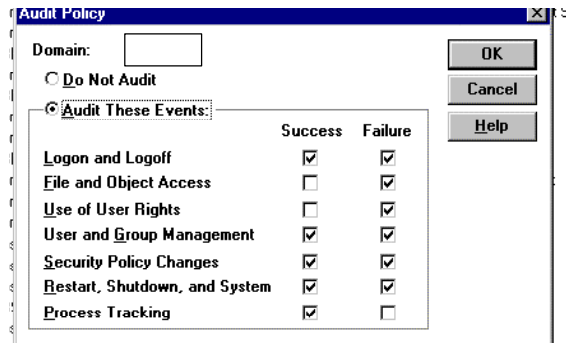 Audit Policy
Domain:
OK
Do Not Audit
Cancel
Audit These Events:
Help
Success Failure
Logon and Logoff
File and Object Access
Use of User Rights
User and Group Management
Security Policy Changes
Restart, Shutdown, and System
Process Tracking